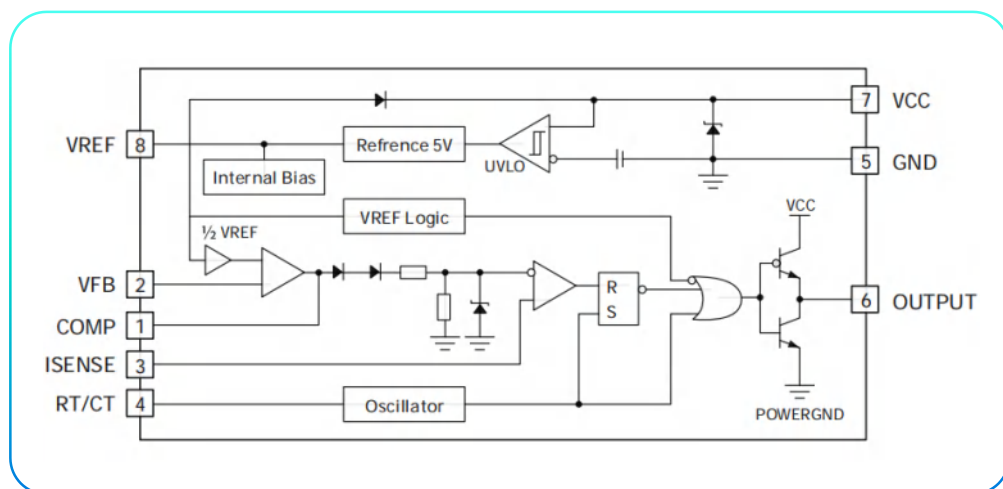 7
VCC
VREF
8
Refrence 5V
UVLO
5
GND
Internal Bias
VCC
VREF Logic
½ VREF
VFB
2
R
S
6
OUTPUT
COMP
1
ISENSE
3
RT/CT
4
Oscillator
POWERGND